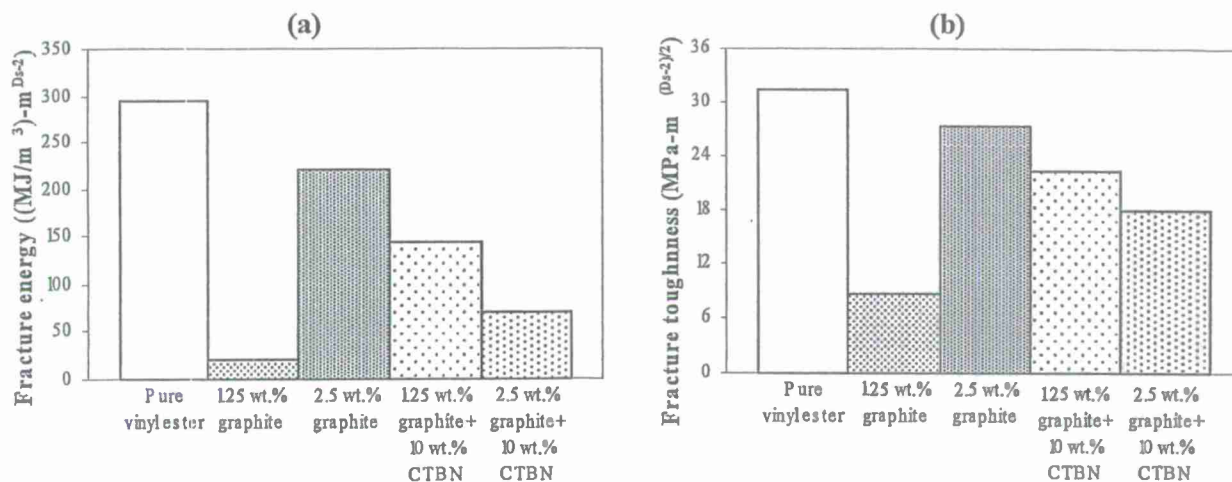 (a)
Fracture energy ((MJ/m 3)-m Ds-2)
350
300
250
200
150
100
50
0
Pure
vinylester
1.25 wt.%
graphite
2.5 wt.%
graphite
1.25 wt.%
graphite+
10 wt.%
CTBN
2.5 wt.%
graphite+
10 wt.%
CTBN
(b)
Fracture toughnness (MPa-m (Ds-2)/2)
36
30
24
18
12
6
0
Pure
vinylester
1.25 wt.%
graphite
2.5 wt.%
graphite
1.25 wt.%
graphite+
10 wt.%
CTBN
2.5 wt.%
graphite+
10 wt.%
CTBN